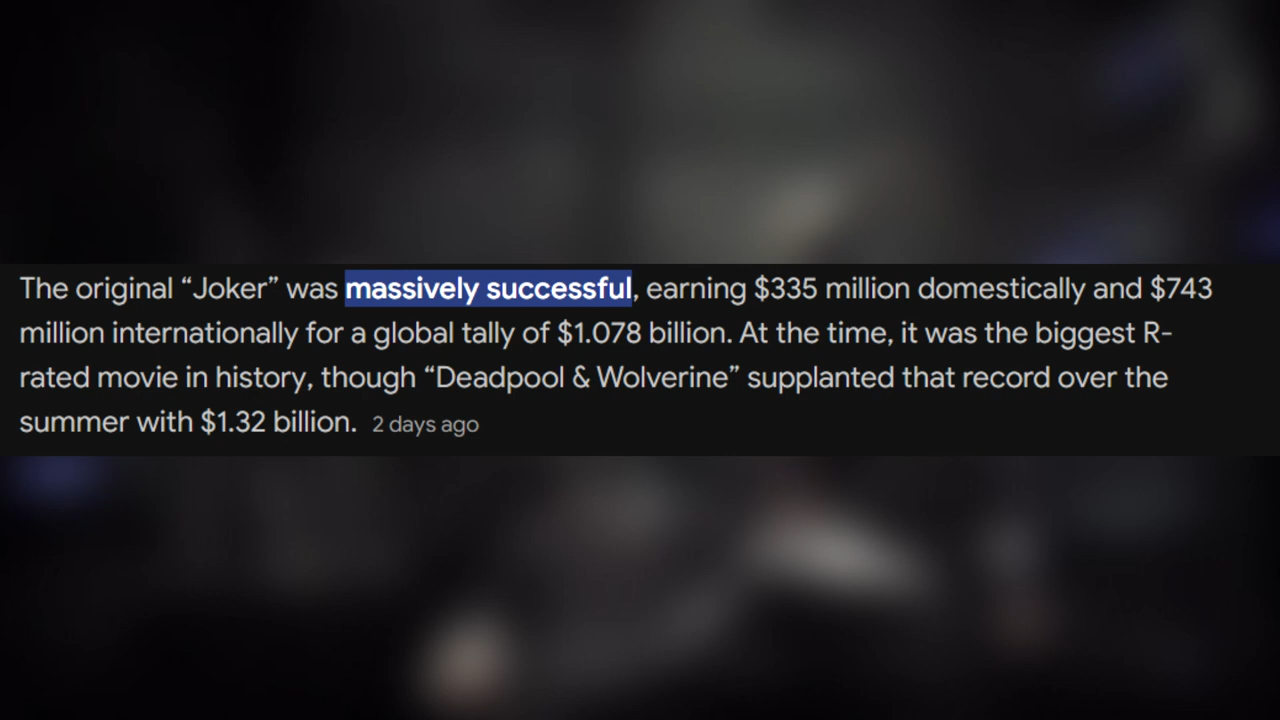 The original “Joker” was massively successful, earning $335 million domestically and $743
million internationally for a global tally of $1.078 billion. At the time, it was the biggest R-
rated movie in history, though “Deadpool & Wolverine” supplanted that record over the
summer with $1.32 billion. 2 days ago